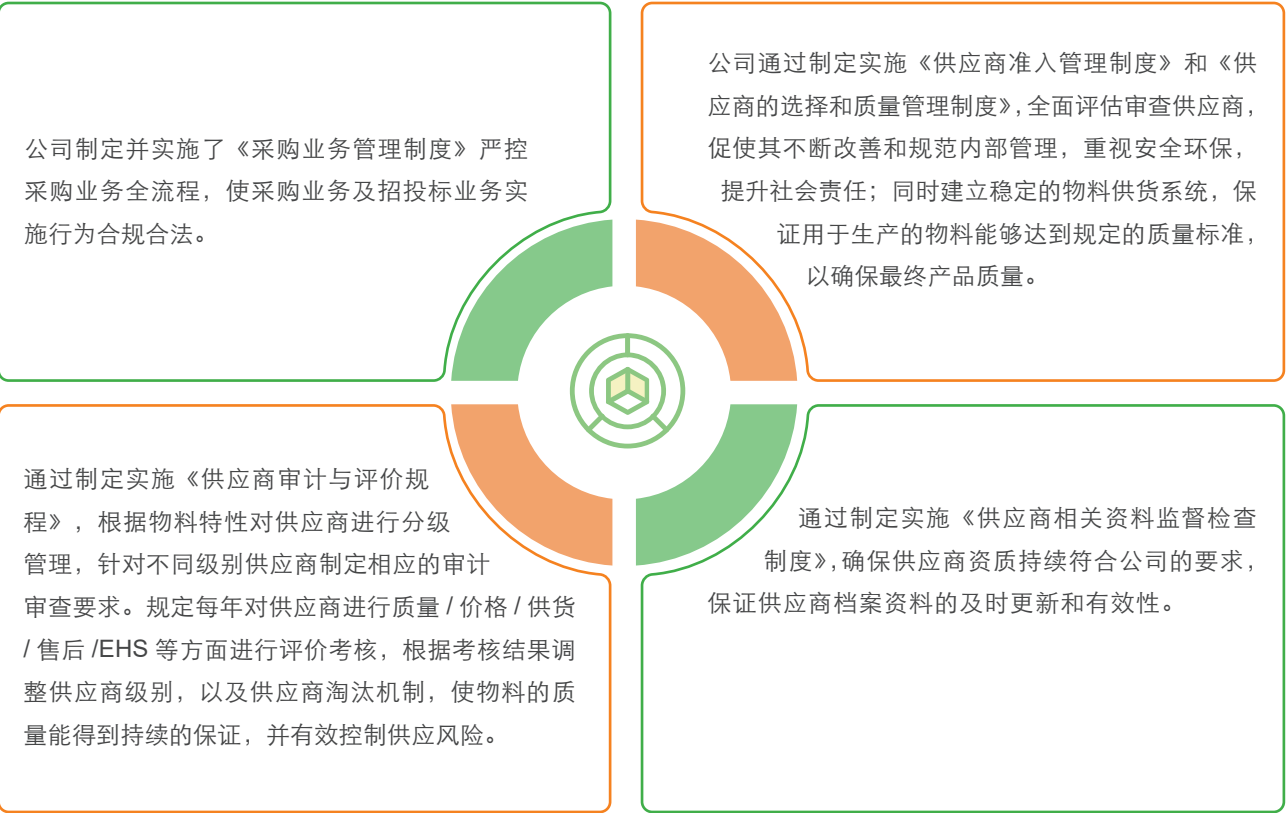 公司制定并实施了《采购业务管理制度》严控
采购业务全流程，使采购业务及招投标业务实
施行为合规合法。
公司通过制定实施《供应商准入管理制度》和《供
应商的选择和质量管理制度》，全面评估审查供应商，
促使其不断改善和规范内部管理，重视安全环保，
提升社会责任；同时建立稳定的物料供货系统，保
证用于生产的物料能够达到规定的质量标准，
以确保最终产品质量。
通过制定实施《供应商审计与评价规
程》，根据物料特性对供应商进行分级
管理，针对不同级别供应商制定相应的审计
审查要求。规定每年对供应商进行质量 / 价格 / 供货
/ 售后 /EHS 等方面进行评价考核，根据考核结果调
整供应商级别，以及供应商淘汰机制，使物料的质
量能得到持续的保证，并有效控制供应风险。
通过制定实施《供应商相关资料监督检查
制度》，确保供应商资质持续符合公司的要求，
保证供应商档案资料的及时更新和有效性。